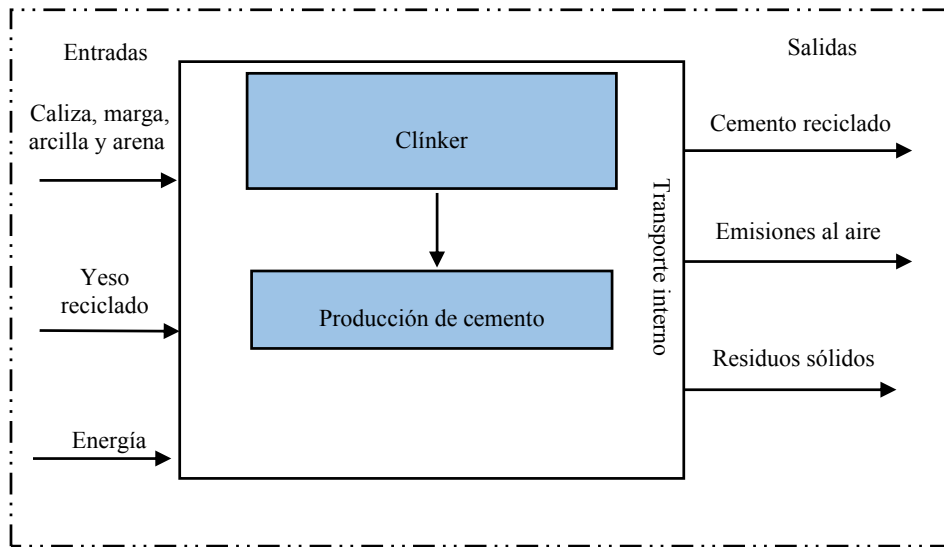 Entradas
Salidas
Caliza, marga,
arcilla y arena
Clínker
Cemento reciclado
Transporte interno
Emisiones al aire
Yeso
reciclado
Producción de cemento
Residuos sólidos
Energía